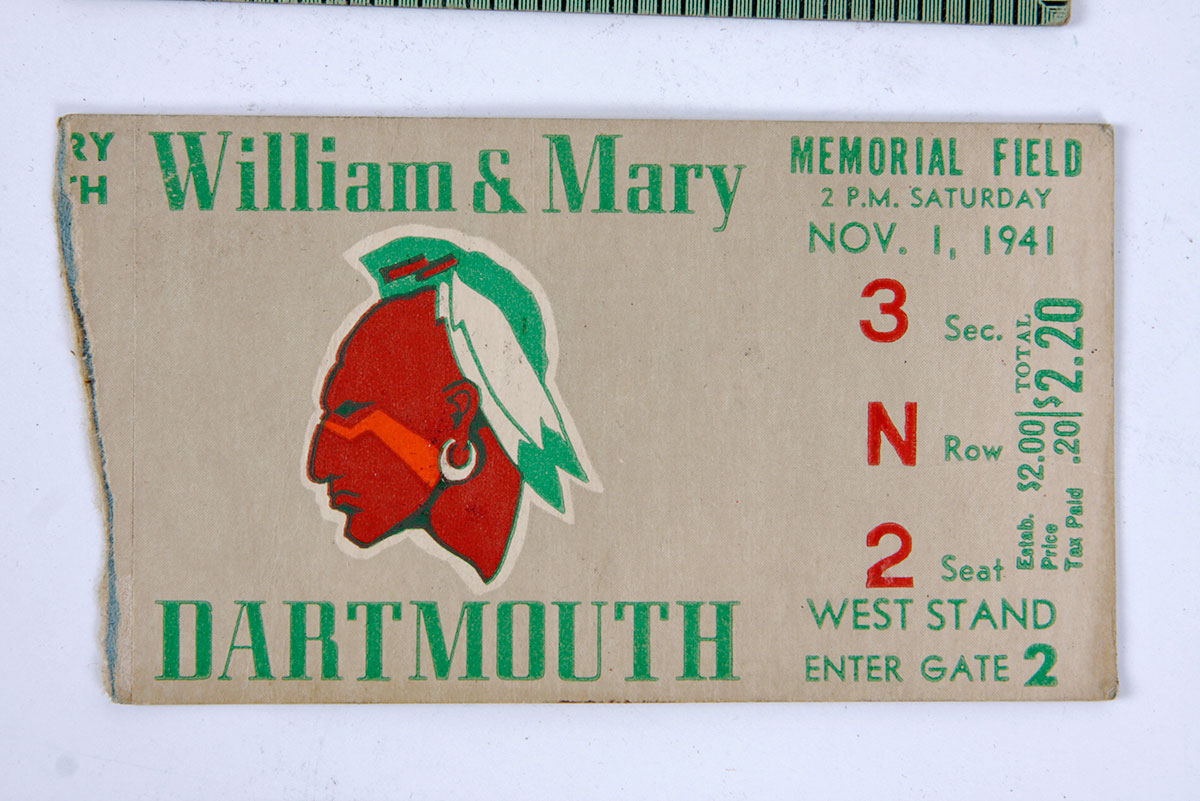 RY
TH
William & Mary
DARTMOUTH
MEMORIAL FIELD
2 P.M. SATURDAY
NOV. 1, 1941
3 Sec.
N Row
2 Seat
Estab. Price $2.00
Tax Paid .20
TOTAL $2.20
WEST STAND
ENTER GATE 2